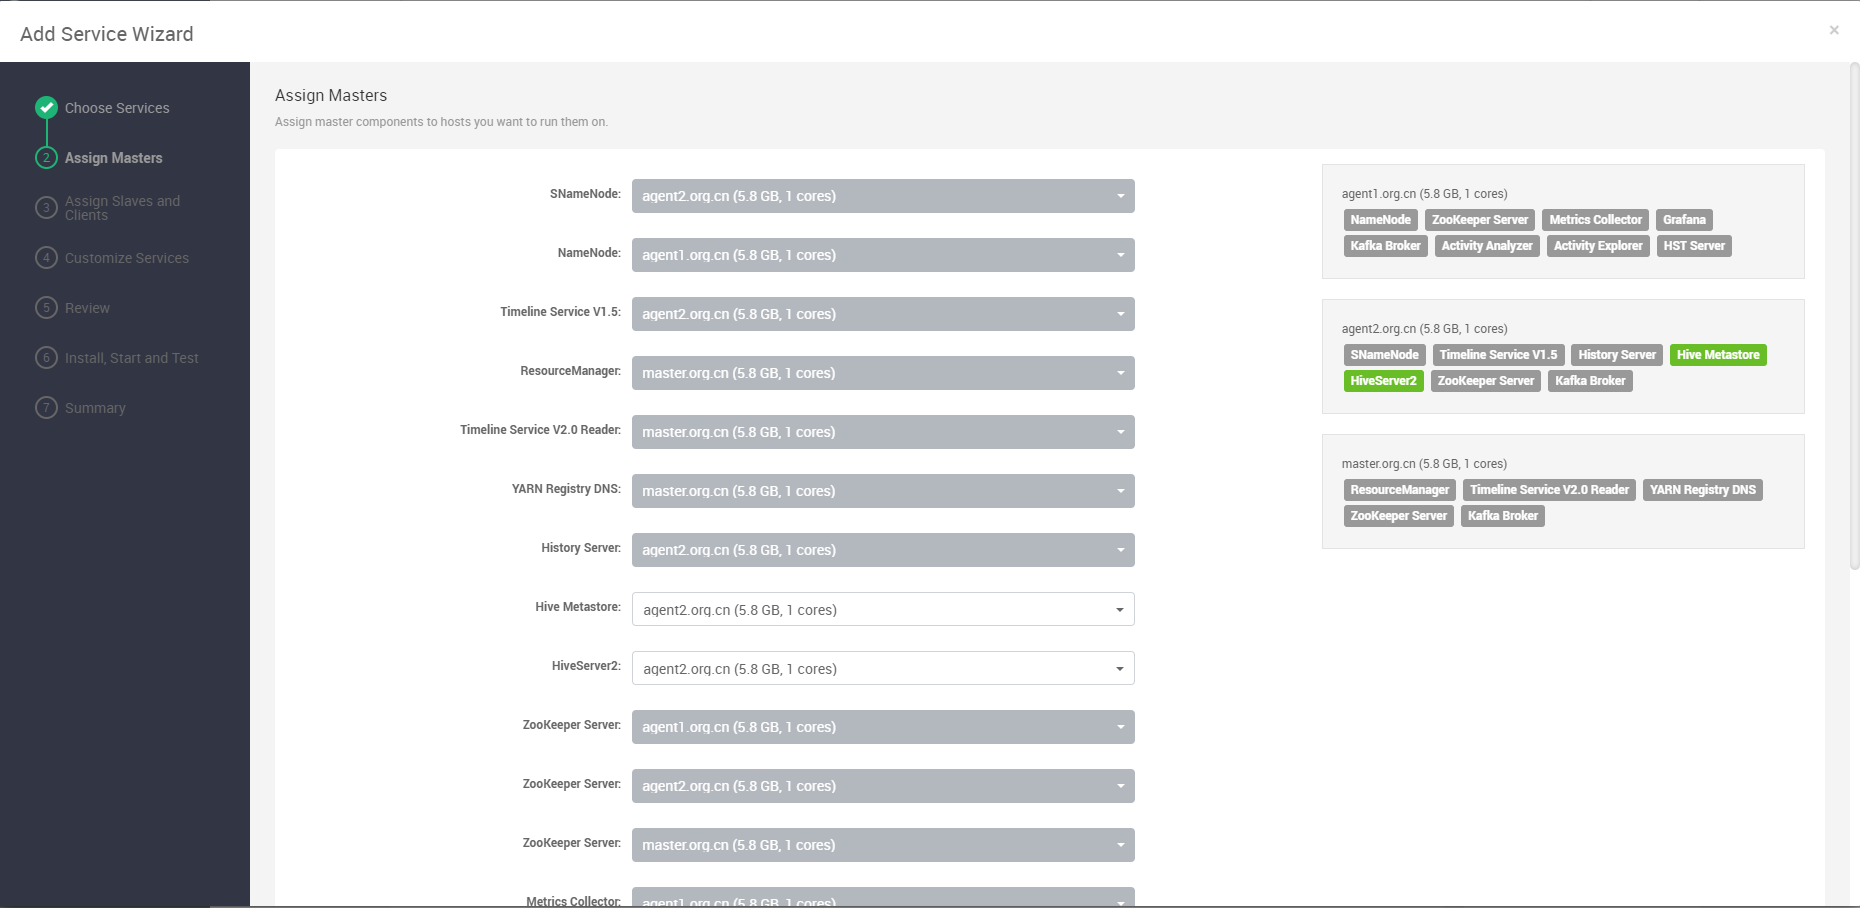 Add Service Wizard
×
Choose Services
2 Assign Masters
3 Assign Slaves and
Clients
4 Customize Services
5 Review
6 Install, Start and Test
7 Summary
Assign Masters
Assign master components to hosts you want to run them on.
SNameNode: agent2.org.cn (5.8 GB, 1 cores)
NameNode: agent1.org.cn (5.8 GB, 1 cores)
Timeline Service V1.5: agent2.org.cn (5.8 GB, 1 cores)
ResourceManager: master.org.cn (5.8 GB, 1 cores)
Timeline Service V2.0 Reader: master.org.cn (5.8 GB, 1 cores)
YARN Registry DNS: master.org.cn (5.8 GB, 1 cores)
History Server: agent2.org.cn (5.8 GB, 1 cores)
Hive Metastore: agent2.org.cn (5.8 GB, 1 cores)
HiveServer2: agent2.org.cn (5.8 GB, 1 cores)
ZooKeeper Server: agent1.org.cn (5.8 GB, 1 cores)
ZooKeeper Server: agent2.org.cn (5.8 GB, 1 cores)
ZooKeeper Server: master.org.cn (5.8 GB, 1 cores)
Metrics Collector: agent1.org.cn (5.8 GB, 1 cores)
agent1.org.cn (5.8 GB, 1 cores)
NameNode ZooKeeper Server Metrics Collector Grafana
Kafka Broker Activity Analyzer Activity Explorer HST Server
agent2.org.cn (5.8 GB, 1 cores)
SNameNode Timeline Service V1.5 History Server Hive Metastore
HiveServer2 ZooKeeper Server Kafka Broker
master.org.cn (5.8 GB, 1 cores)
ResourceManager Timeline Service V2.0 Reader YARN Registry DNS
ZooKeeper Server Kafka Broker